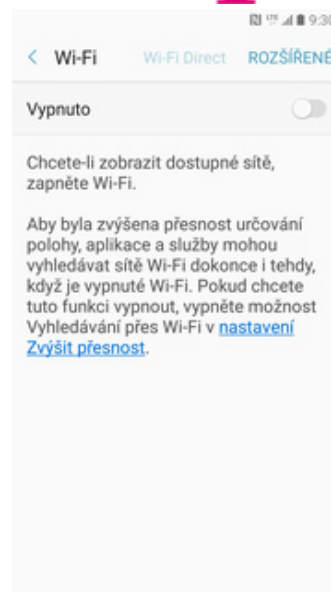 9:30
Wi-Fi Wi-Fi Direct ROZŠÍŘENÉ
Vypnuto
Chcete-li zobrazit dostupné sítě,
zapněte Wi-Fi.
Aby byla zvýšena přesnost určování
polohy, aplikace a služby mohou
vyhledávat sítě Wi-Fi dokonce i tehdy,
když je vypnuté Wi-Fi. Pokud chcete
tuto funkci vypnout, vypněte možnost
Vyhledávání přes Wi-Fi v nastavení
Zvýšit přesnost.